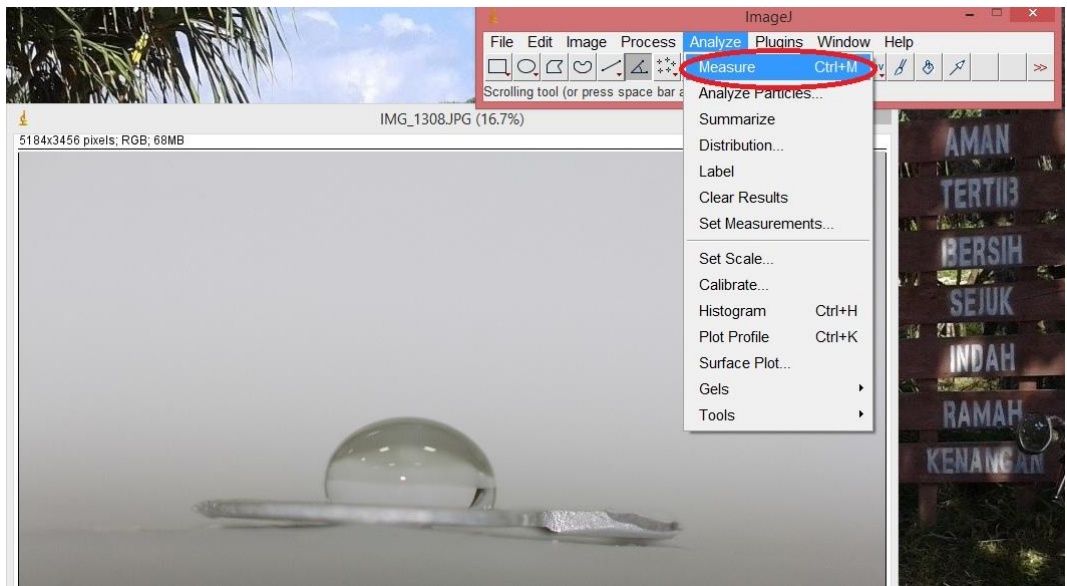 ImageJ
File Edit Image Process Analyze Plugins Window Help
Scrolling tool (or press space bar a
Measure Ctrl+M
Analyze Particles...
Summarize
Distribution...
Label
Clear Results
Set Measurements...
Set Scale...
Calibrate...
Histogram Ctrl+H
Plot Profile Ctrl+K
Surface Plot...
Gels
Tools
IMG_1308.JPG (16.7%)
5184x3456 pixels; RGB; 68MB
AMAN
TERTIB
BERSIH
SEJUK
INDAH
RAMAH
KENANGAN